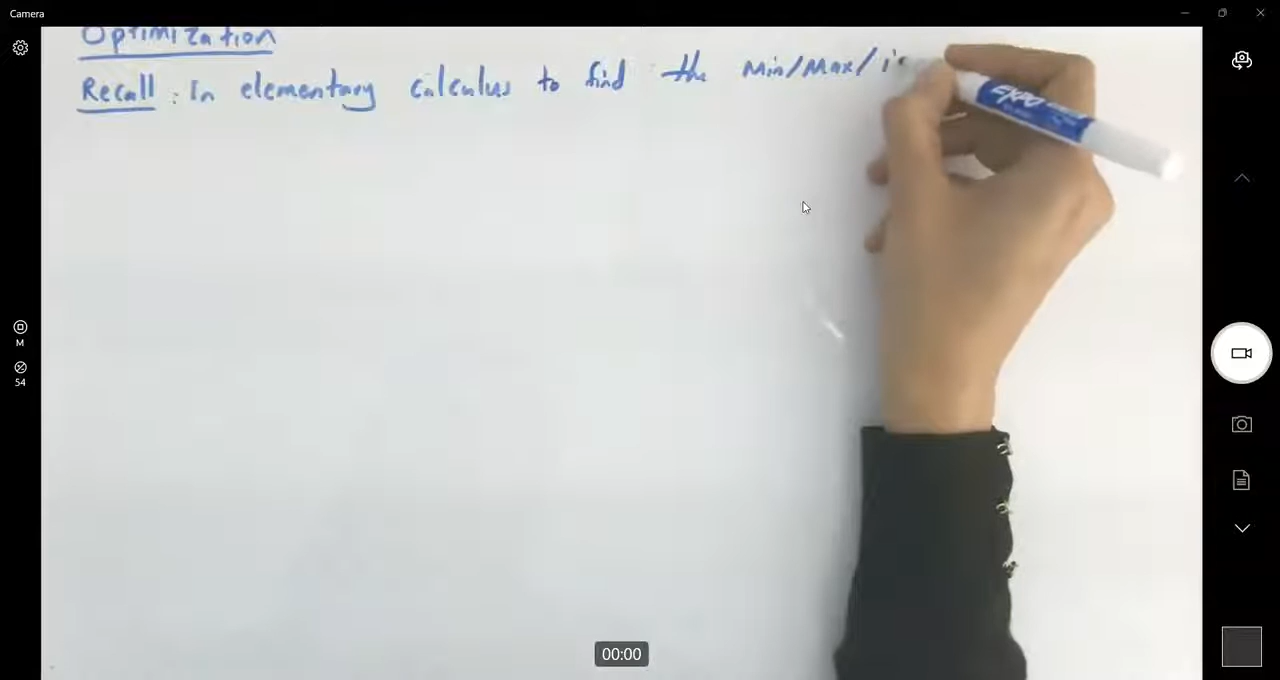 Camera
Optimization
Recall : In elementary calculus to find the Min/Max/
EXPO
M
54
00:00